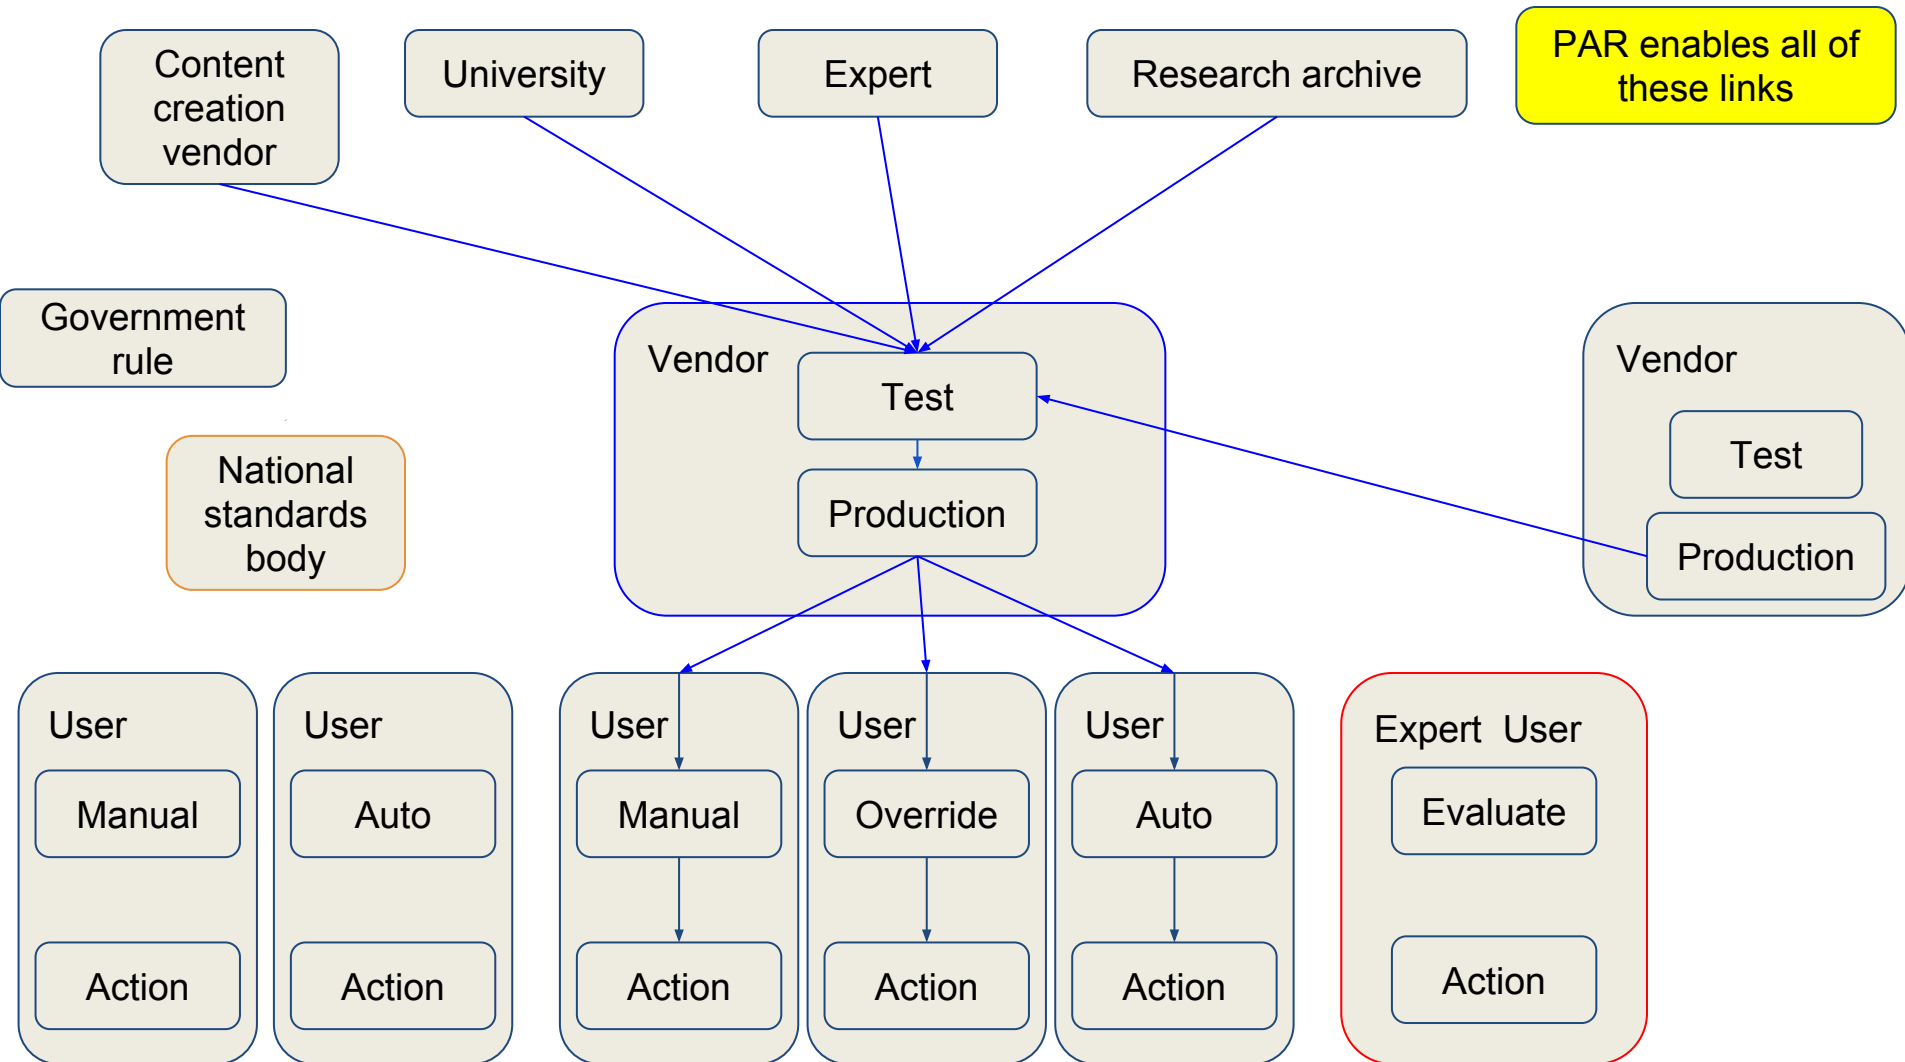 Content
creation
vendor
University
Expert
Research archive
PAR enables all of
these links
Government
rule
National
standards
body
Vendor
Test
Production
Vendor
Test
Production
User
Manual
Action
User
Auto
Action
User
Manual
Action
User
Override
Action
User
Auto
Action
Expert User
Evaluate
Action